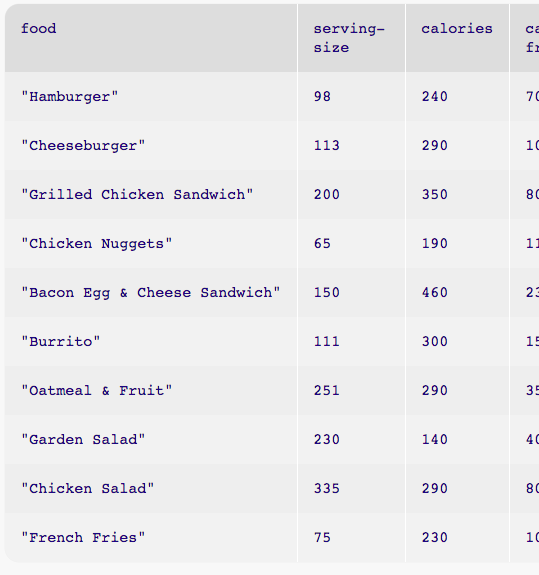 food serving- calories
size
"Hamburger" 98 240
"Cheeseburger" 113 290
"Grilled Chicken Sandwich" 200 350
"Chicken Nuggets" 65 190
"Bacon Egg & Cheese Sandwich" 150 460
"Burrito" 111 300
"Oatmeal & Fruit" 251 290
"Garden Salad" 230 140
"Chicken Salad" 335 290
"French Fries" 75 230